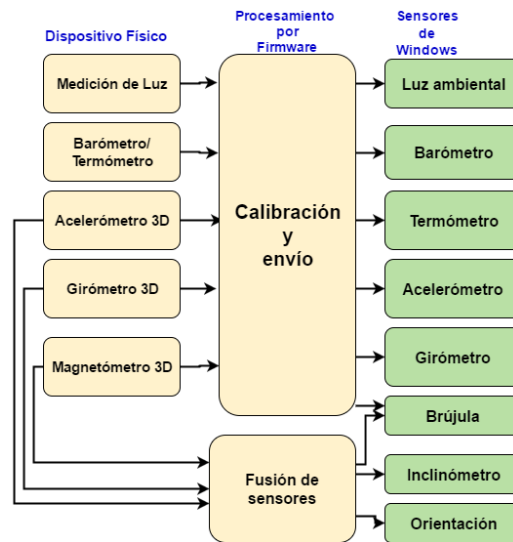 Dispositivo Físico
Procesamiento
por
Firmware
Sensores
de
Windows
Medición de Luz
Barómetro/
Termómetro
Acelerómetro 3D
Girómetro 3D
Magnetómetro 3D
Calibración
y
envío
Fusión de
sensores
Luz ambiental
Barómetro
Termómetro
Acelerómetro
Girómetro
Brújula
Inclinómetro
Orientación